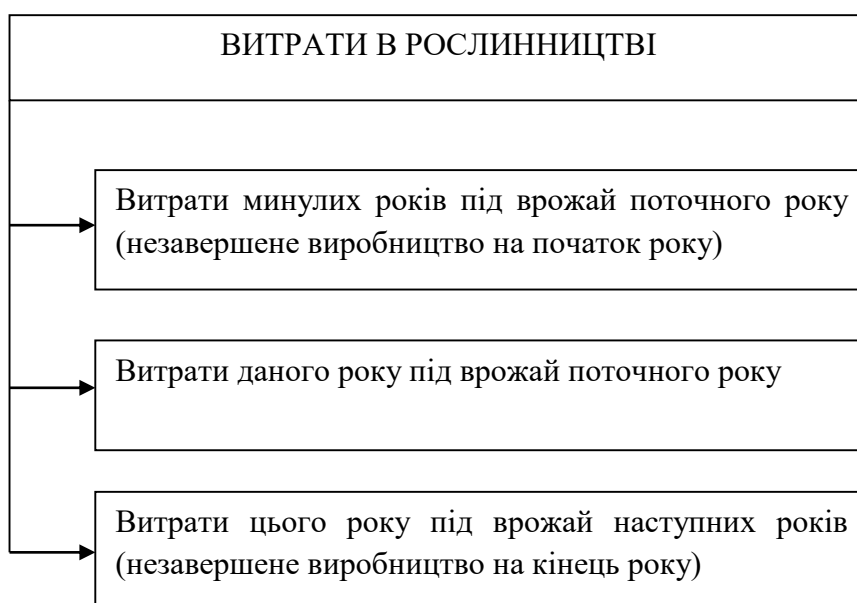 ВИТРАТИ В РОСЛИННИЦТВІ
Витрати минулих років під врожай поточного року
(незавершене виробництво на початок року)
Витрати даного року під врожай поточного року
Витрати цього року під врожай наступних років
(незавершене виробництво на кінець року)